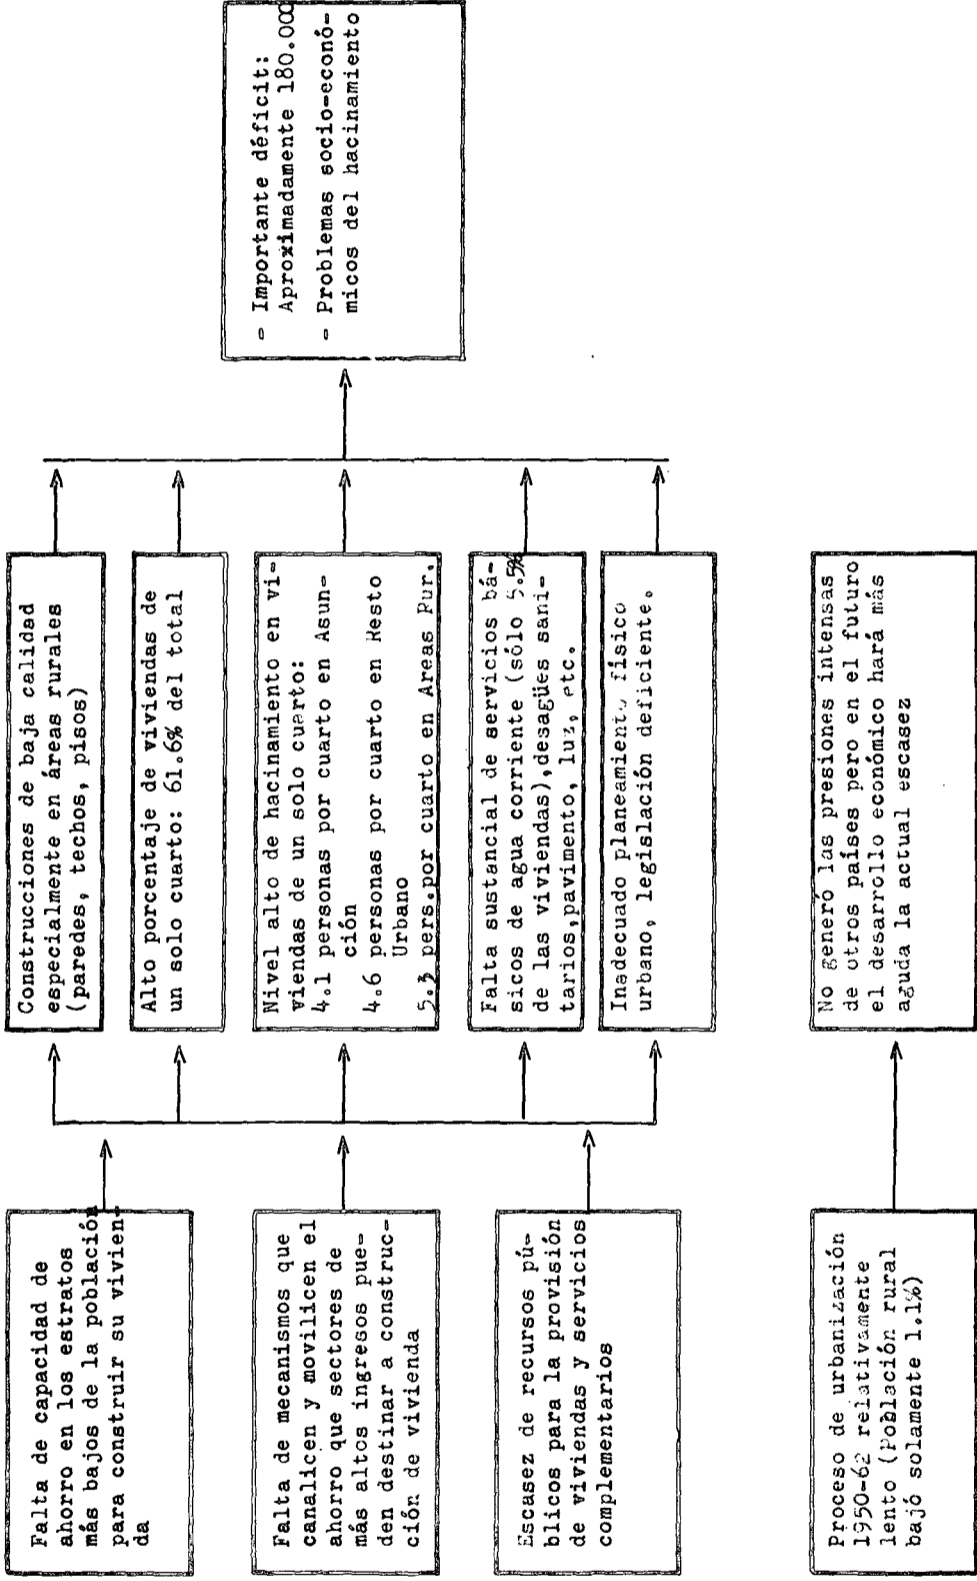 Falta de capacidad de
ahorro en los estratos
más bajos de la población
para construir su vivien-
da
Falta de mecanismos que
canalicen y movilicen el
ahorro que sectores de
más altos ingresos pue-
den destinar a construc-
ción de vivienda
Escasez de recursos pú-
blicos para la provisión
de viviendas y servicios
complementarios
Proceso de urbanización
1950-62 relativamente
lento (Población rural
bajó solamente 1.1%)
Construcciones de baja calidad
especialmente en áreas rurales
(paredes, techos, pisos)
Alto porcentaje de viviendas de
un solo cuarto: 61.6% del total
Nivel alto de hacinamiento en vi-
viendas de un solo cuarto:
4.1 personas por cuarto en Asun-
ción
4.6 personas por cuarto en Resto
Urbano
5.3 pers.por cuarto en Areas Rur.
Falta sustancial de servicios bá-
sicos de agua corriente (sólo 5.5%
de las viviendas),desagües sani-
tarios,pavimento, luz, etc.
Inadecuado planeamiento físico
urbano, legislación deficiente.
No generó las presiones intensas
de otros países pero en el futuro
el desarrollo económico hará más
aguda la actual escasez
- Importante déficit:
Aproximadamente 180.000
- Problemas socio-econó-
micos del hacinamiento